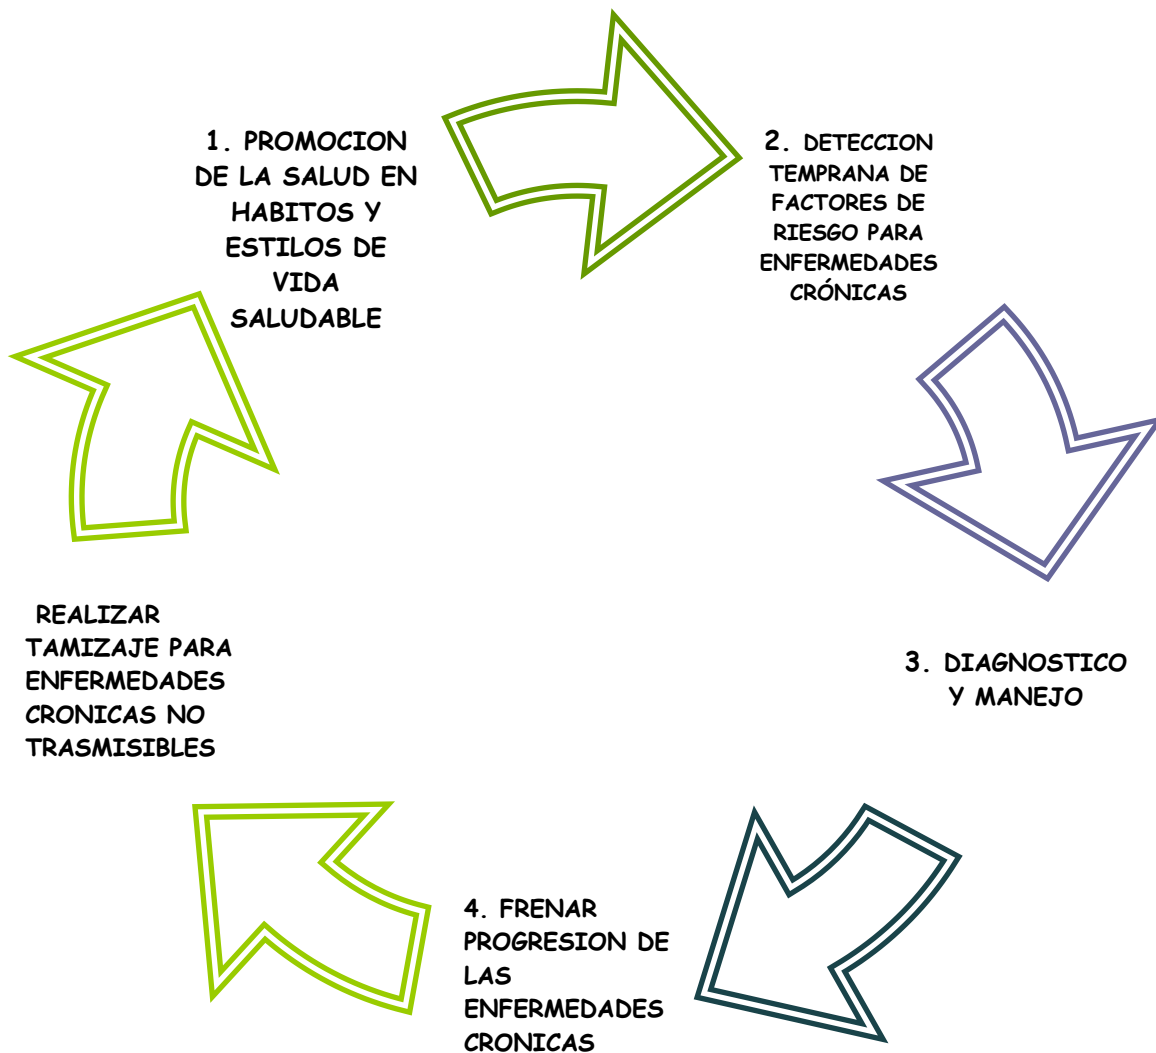 1. PROMOCION
DE LA SALUD EN
HABITOS Y
ESTILOS DE
VIDA
SALUDABLE
2. DETECCION
TEMPRANA DE
FACTORES DE
RIESGO PARA
ENFERMEDADES
CRÓNICAS
3. DIAGNOSTICO
Y MANEJO
4. FRENAR
PROGRESION DE
LAS
ENFERMEDADES
CRONICAS
REALIZAR
TAMIZAJE PARA
ENFERMEDADES
CRONICAS NO
TRASMISIBLES